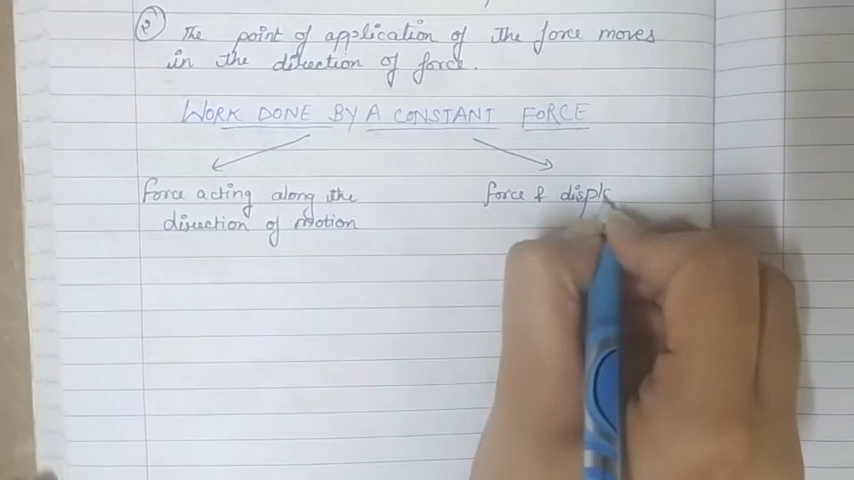 2) The point of application of the force moves
in the direction of force.
WORK DONE BY A CONSTANT FORCE
force acting along the
direction of motion
force & displa